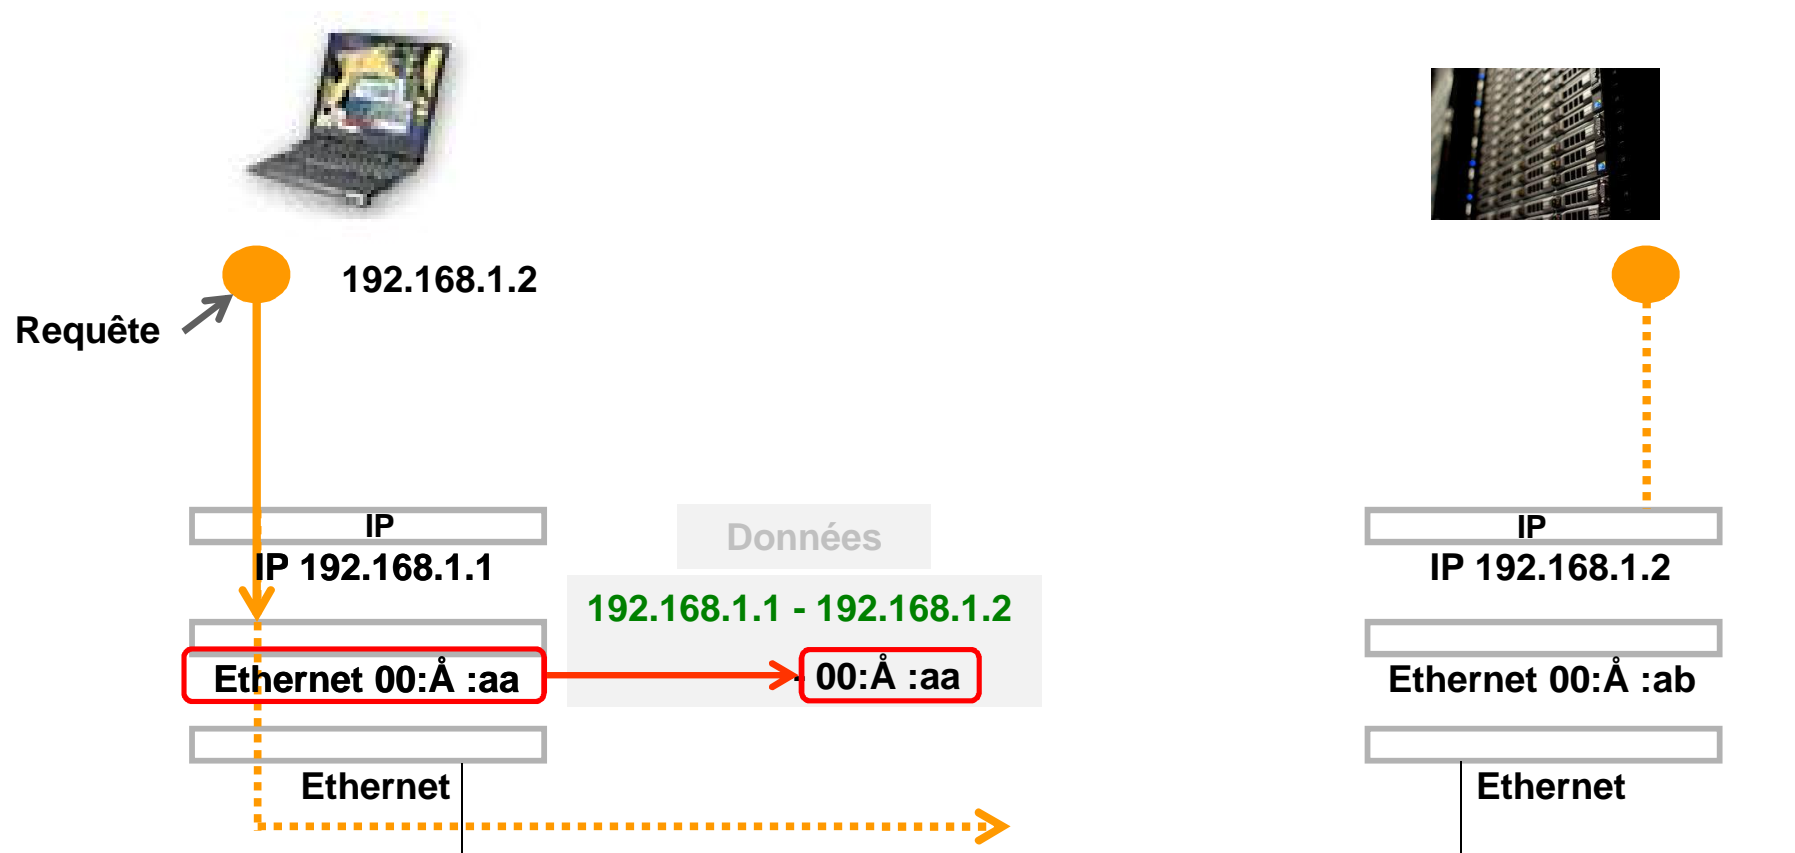 192.168.1.2
Requête
IP
IP 192.168.1.1
Données
192.168.1.1 - 192.168.1.2
Ethernet 00:Å :aa
- 00:Å :aa
Ethernet
IP
IP 192.168.1.2
Ethernet 00:Å :ab
Ethernet